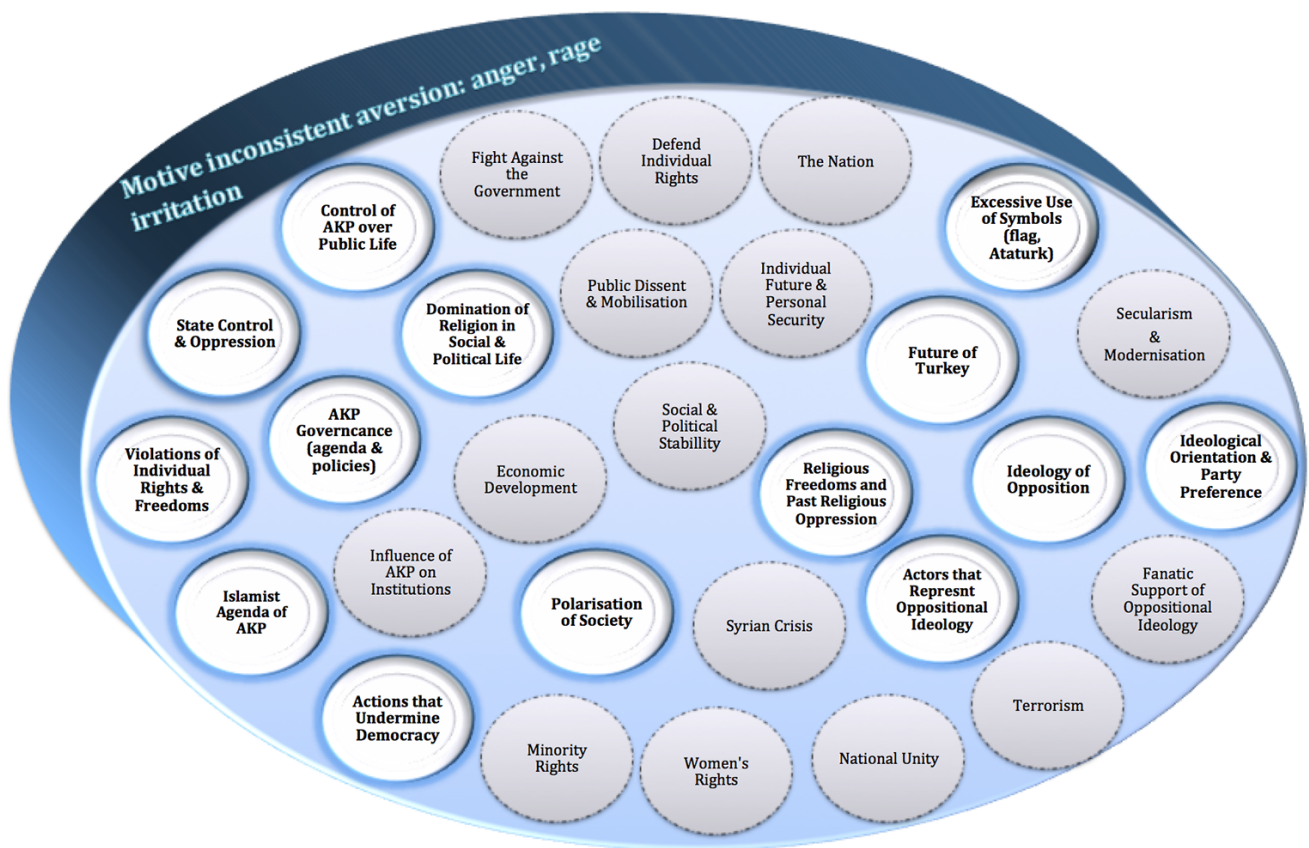 Motive inconsistent aversion: anger, rage
irritation
Fight Against
the
Government
Defend
Individual
Rights
The Nation
Control of
AKP over
Public Life
Excessive Use
of Symbols
(flag,
Ataturk)
Public Dissent
& Mobilisation
Individual
Future &
Personal
Security
State Control
& Oppression
Domination of
Religion in
Social &
Political Life
Secularism
&
Modernisation
Future of
Turkey
AKP
Governcance
(agenda &
policies)
Social &
Political
Stability
Violations of
Individual
Rights &
Freedoms
Economic
Development
Religious
Freedoms and
Past Religious
Oppression
Ideology of
Opposition
Ideological
Orientation &
Party
Preference
Influence of
AKP on
Institutions
Islamist
Agenda of
AKP
Polarisation
of Society
Syrian Crisis
Actors that
Represnt
Oppositional
Ideology
Fanatic
Support of
Oppositional
Ideology
Actions that
Undermine
Democracy
Terrorism
Minority
Rights
Women's
Rights
National Unity